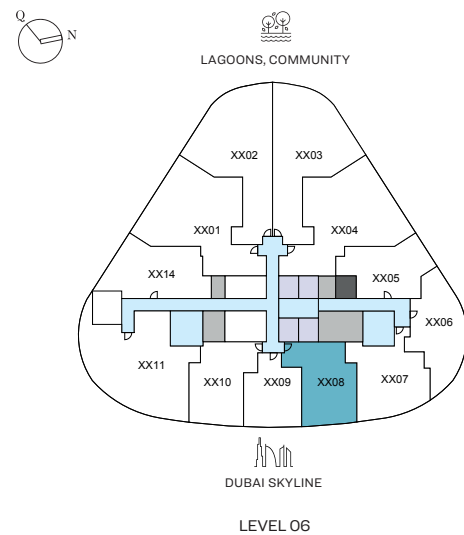 Q
N
LAGOONS, COMMUNITY
XX02 XX03
XX01 XX04
XX14 XX05
XX06
XX11
XX10 XX09 XX08 XX07
DUBAI SKYLINE
LEVEL 06